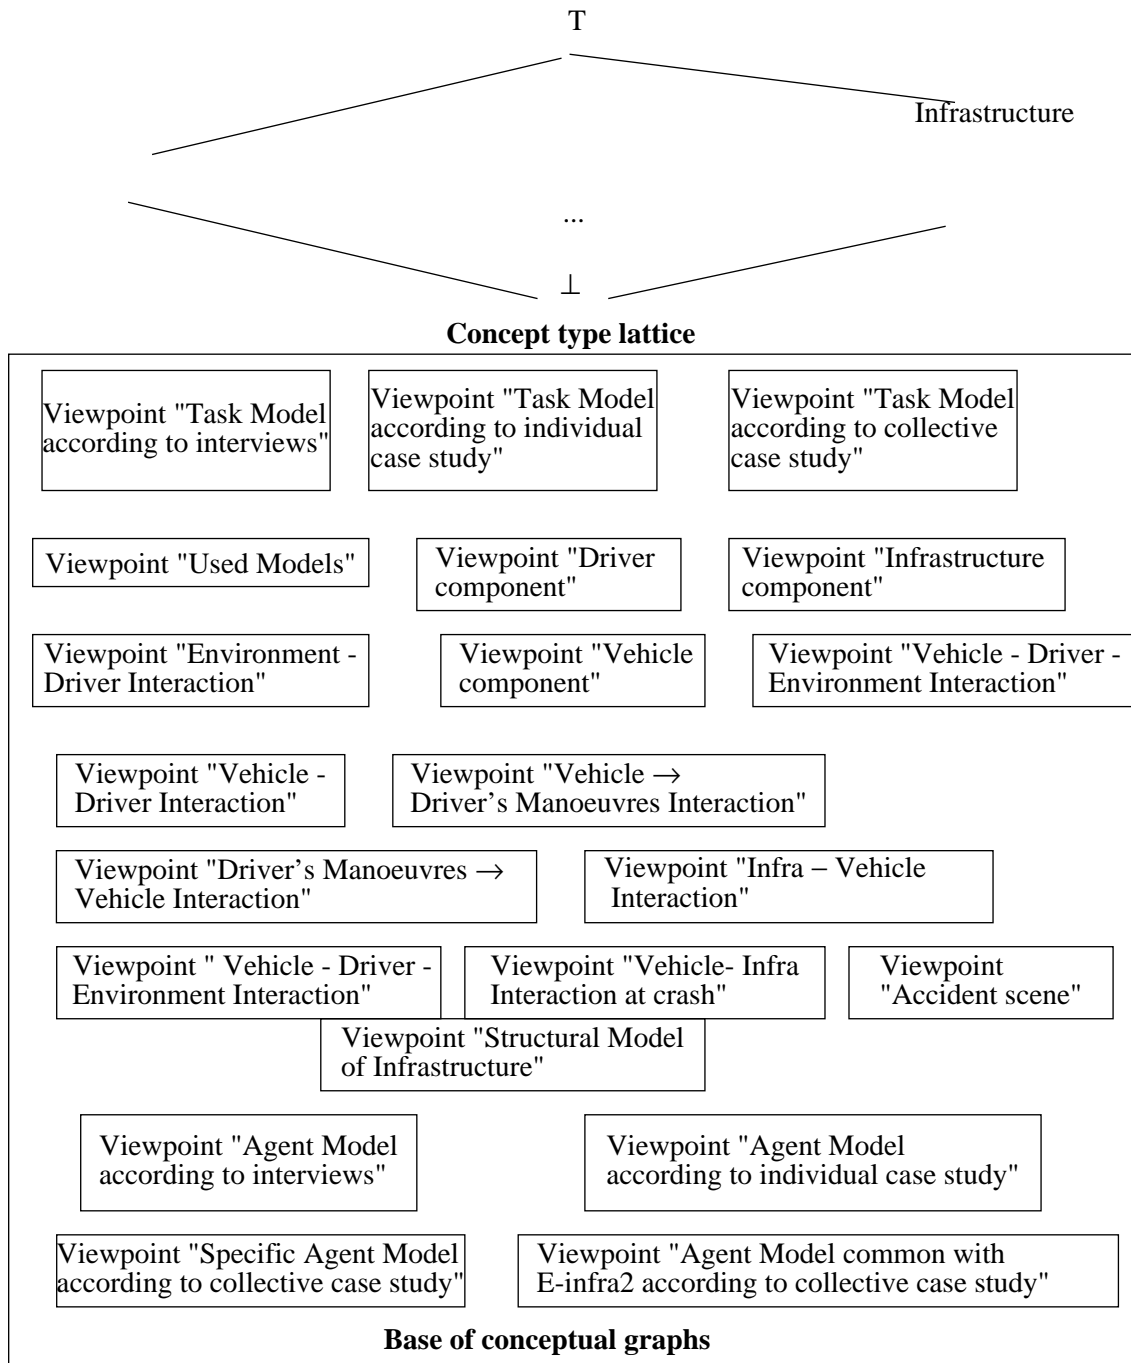 T
Infrastructure
...
⊥
Concept type lattice
Viewpoint "Task Model
according to interviews"
Viewpoint "Task Model
according to individual
case study"
Viewpoint "Task Model
according to collective
case study"
Viewpoint "Used Models"
Viewpoint "Driver
component"
Viewpoint "Infrastructure
component"
Viewpoint "Environment -
Driver Interaction"
Viewpoint "Vehicle
component"
Viewpoint "Vehicle - Driver -
Environment Interaction"
Viewpoint "Vehicle -
Driver Interaction"
Viewpoint "Vehicle →
Driver’s Manoeuvres Interaction"
Viewpoint "Driver’s Manoeuvres →
Vehicle Interaction"
Viewpoint "Infra – Vehicle
Interaction"
Viewpoint " Vehicle - Driver -
Environment Interaction"
Viewpoint "Vehicle- Infra
Interaction at crash"
Viewpoint
"Accident scene"
Viewpoint "Structural Model
of Infrastructure"
Viewpoint "Agent Model
according to interviews"
Viewpoint "Agent Model
according to individual case study"
Viewpoint "Specific Agent Model
according to collective case study"
Viewpoint "Agent Model common with
E-infra2 according to collective case study"
Base of conceptual graphs